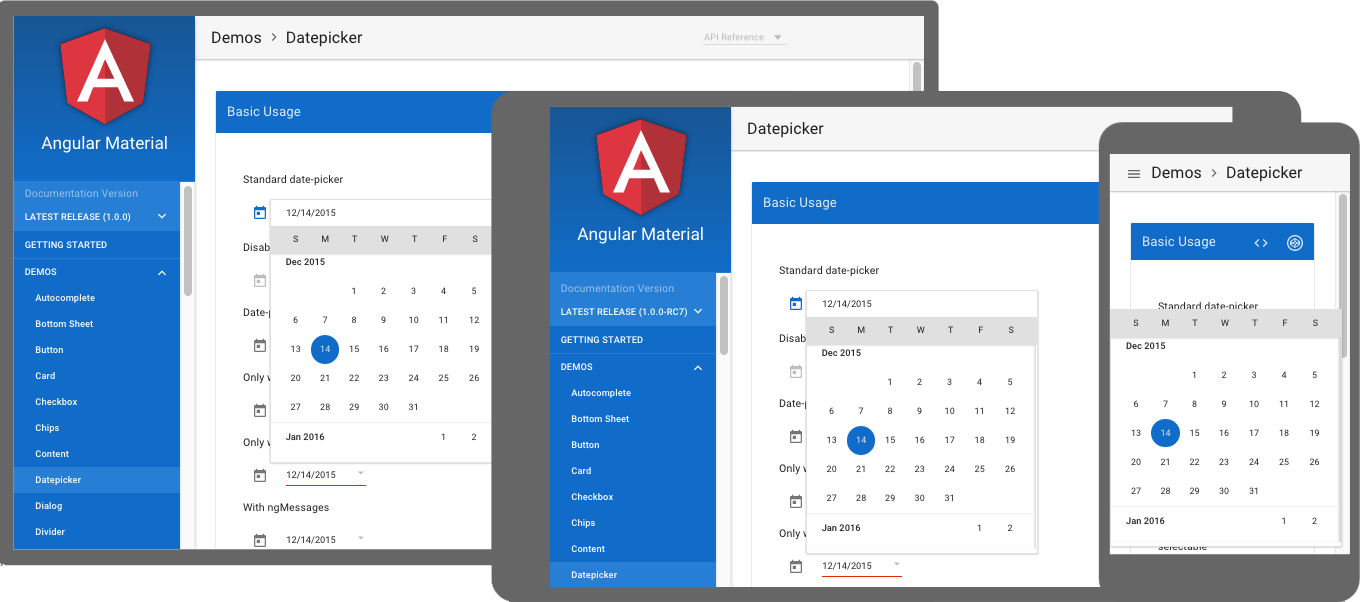 Demos > Datepicker
API Reference
Angular Material
Documentation Version
LATEST RELEASE (1.0.0)
GETTING STARTED
DEMOS
Autocomplete
Bottom Sheet
Button
Card
Checkbox
Chips
Content
Datepicker
Dialog
Divider
Basic Usage
Standard date-picker
12/14/2015
S M T W T F S
Dec 2015
1 2 3 4 5
6 7 8 9 10 11 12
13 14 15 16 17 18 19
20 21 22 23 24 25 26
27 28 29 30 31
Jan 2016 1 2
Disab
Date-p
Only w
Only w
12/14/2015
With ngMessages
12/14/2015
Datepicker
Angular Material
Documentation Version
LATEST RELEASE (1.0.0-RC7)
GETTING STARTED
DEMOS
Autocomplete
Bottom Sheet
Button
Card
Checkbox
Chips
Content
Datepicker
Basic Usage
Standard date-picker
12/14/2015
S M T W T F S
Dec 2015
1 2 3 4 5
6 7 8 9 10 11 12
13 14 15 16 17 18 19
20 21 22 23 24 25 26
27 28 29 30 31
Jan 2016 1 2
Disab
Date-p
Only w
Only w
12/14/2015
Demos > Datepicker
Basic Usage <>
Standard date-picker
S M T W T F S
Dec 2015
1 2 3 4 5
6 7 8 9 10 11 12
13 14 15 16 17 18 19
20 21 22 23 24 25 26
27 28 29 30 31
Jan 2016 1 2
selectable